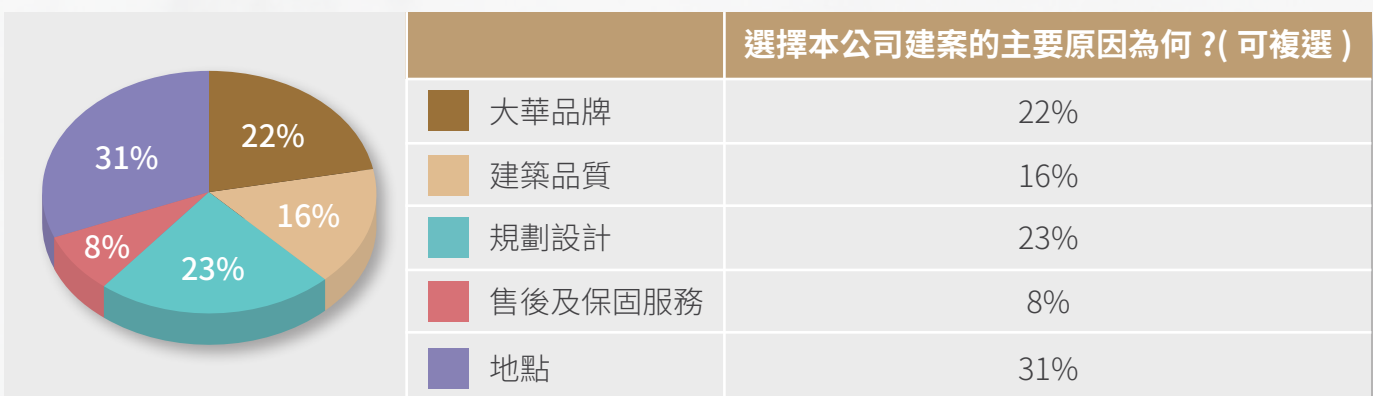 22%
31%
16%
8%
23%
選擇本公司建案的主要原因為何 ?( 可複選 )
大華品牌 22%
建築品質 16%
規劃設計 23%
售後及保固服務 8%
地點 31%